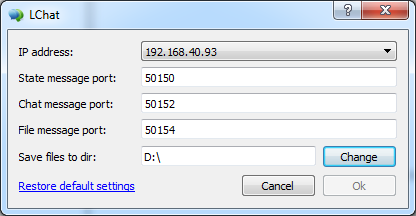 LChat
IP address: 192.168.40.93
State message port: 50150
Chat message port: 50152
File message port: 50154
Save files to dir: D:\ Change
Restore default settings Cancel Ok